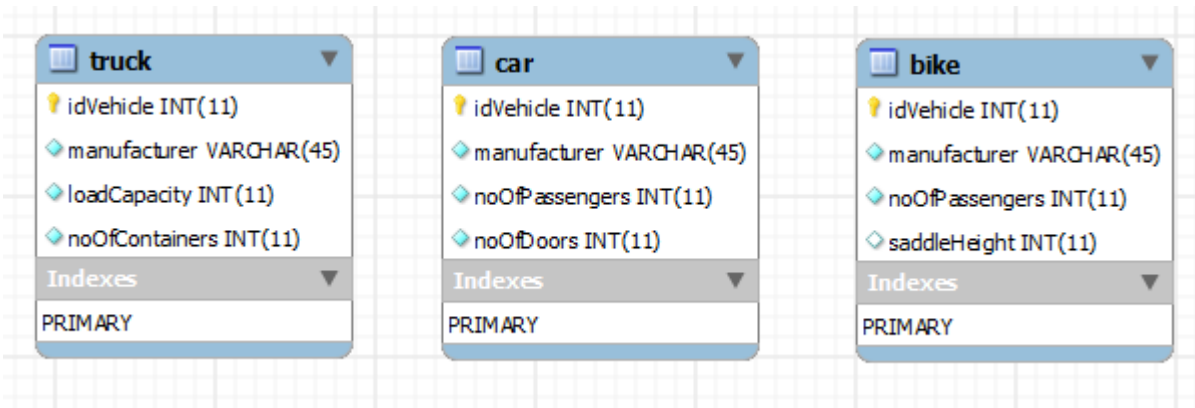 truck
idVehicle INT(11)
manufacturer VARCHAR(45)
loadCapacity INT(11)
noOfContainers INT(11)
Indexes
PRIMARY
car
idVehicle INT(11)
manufacturer VARCHAR(45)
noOfPassengers INT(11)
noOfDoors INT(11)
Indexes
PRIMARY
bike
idVehicle INT(11)
manufacturer VARCHAR(45)
noOfPassengers INT(11)
saddleHeight INT(11)
Indexes
PRIMARY